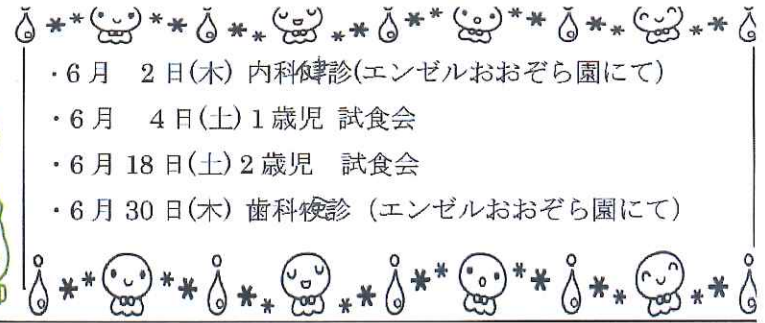 ・6月　2日(木) 内科健診(エンゼルおおぞら園にて)
・6月　4日(土) 1歳児 試食会
・6月 18日(土) 2歳児　試食会
・6月 30日(木) 歯科検診 (エンゼルおおぞら園にて)